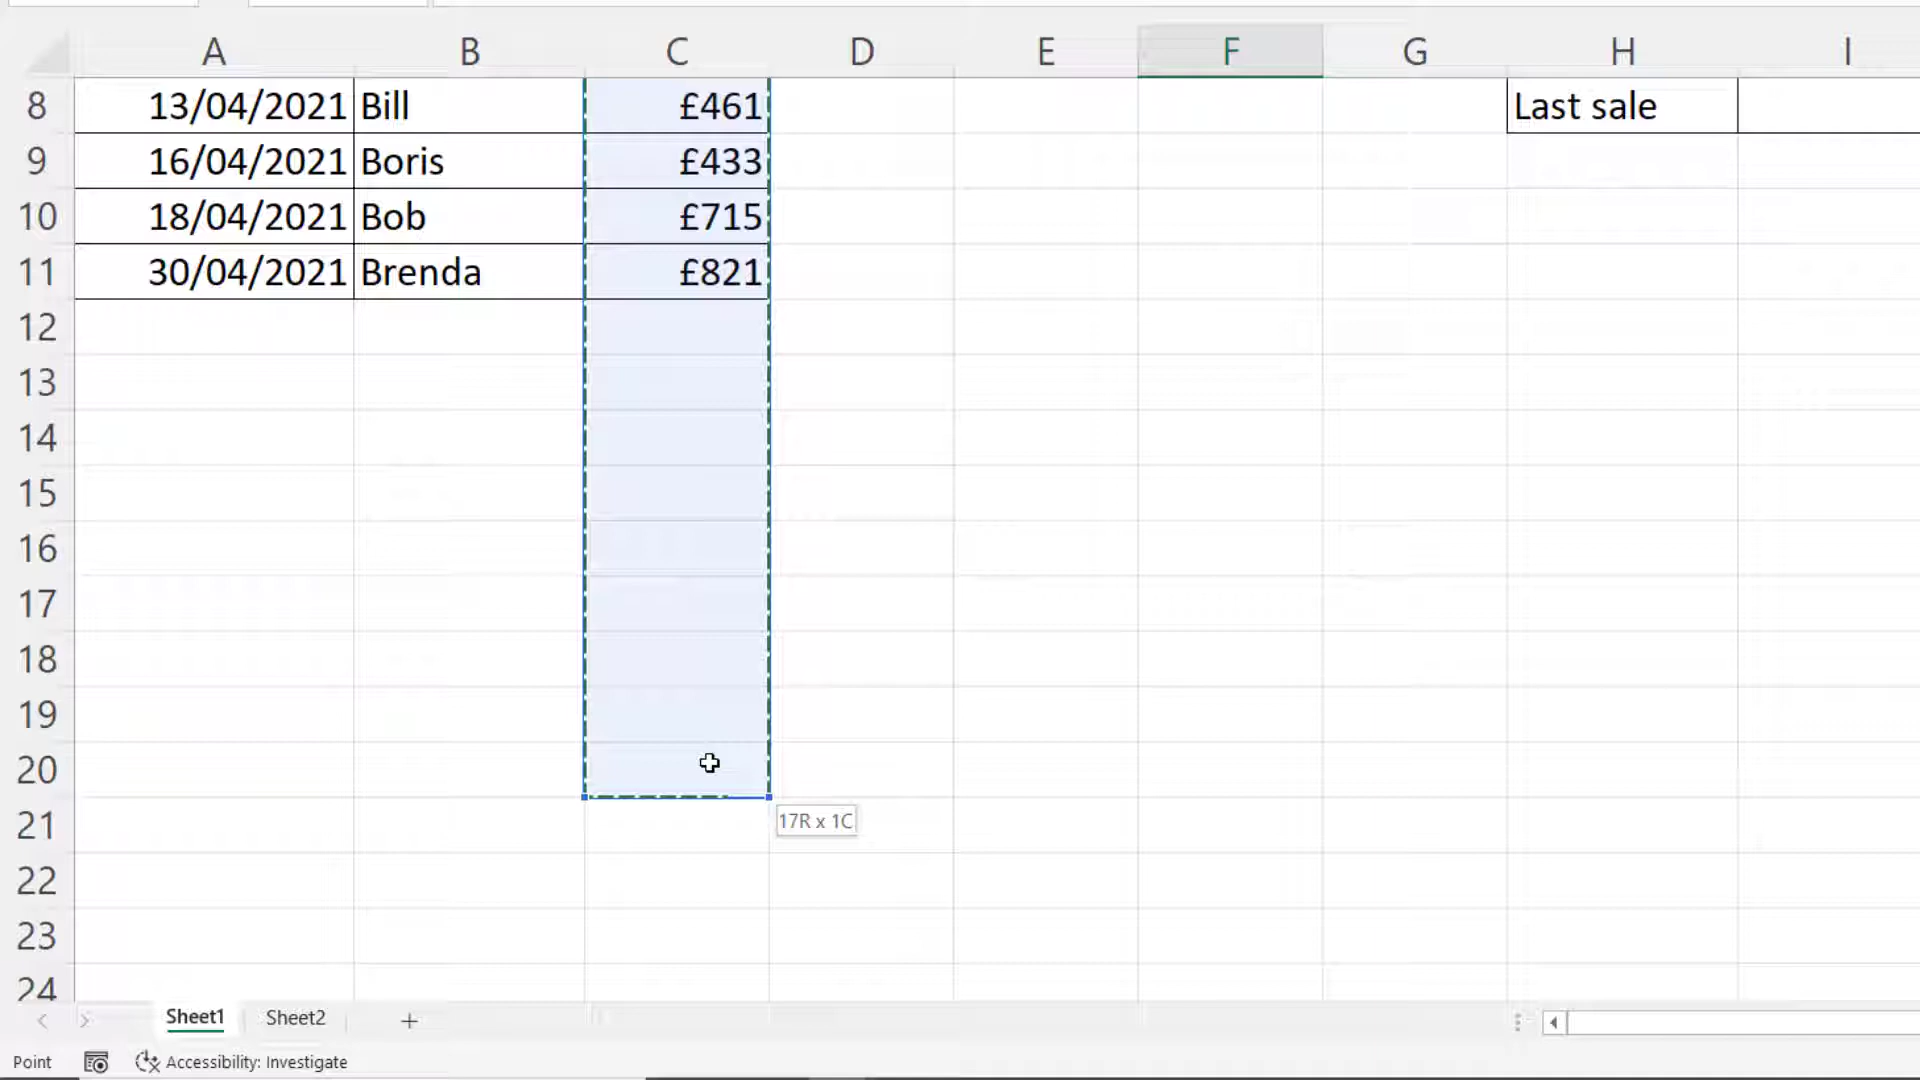 A B C D E F G H I
8 13/04/2021 Bill £461 Last sale
9 16/04/2021 Boris £433
10 18/04/2021 Bob £715
11 30/04/2021 Brenda £821
12
13
14
15
16
17
18
19
20
21 17R x 1C
22
23
24
Sheet1 Sheet2 +
Point Accessibility: Investigate